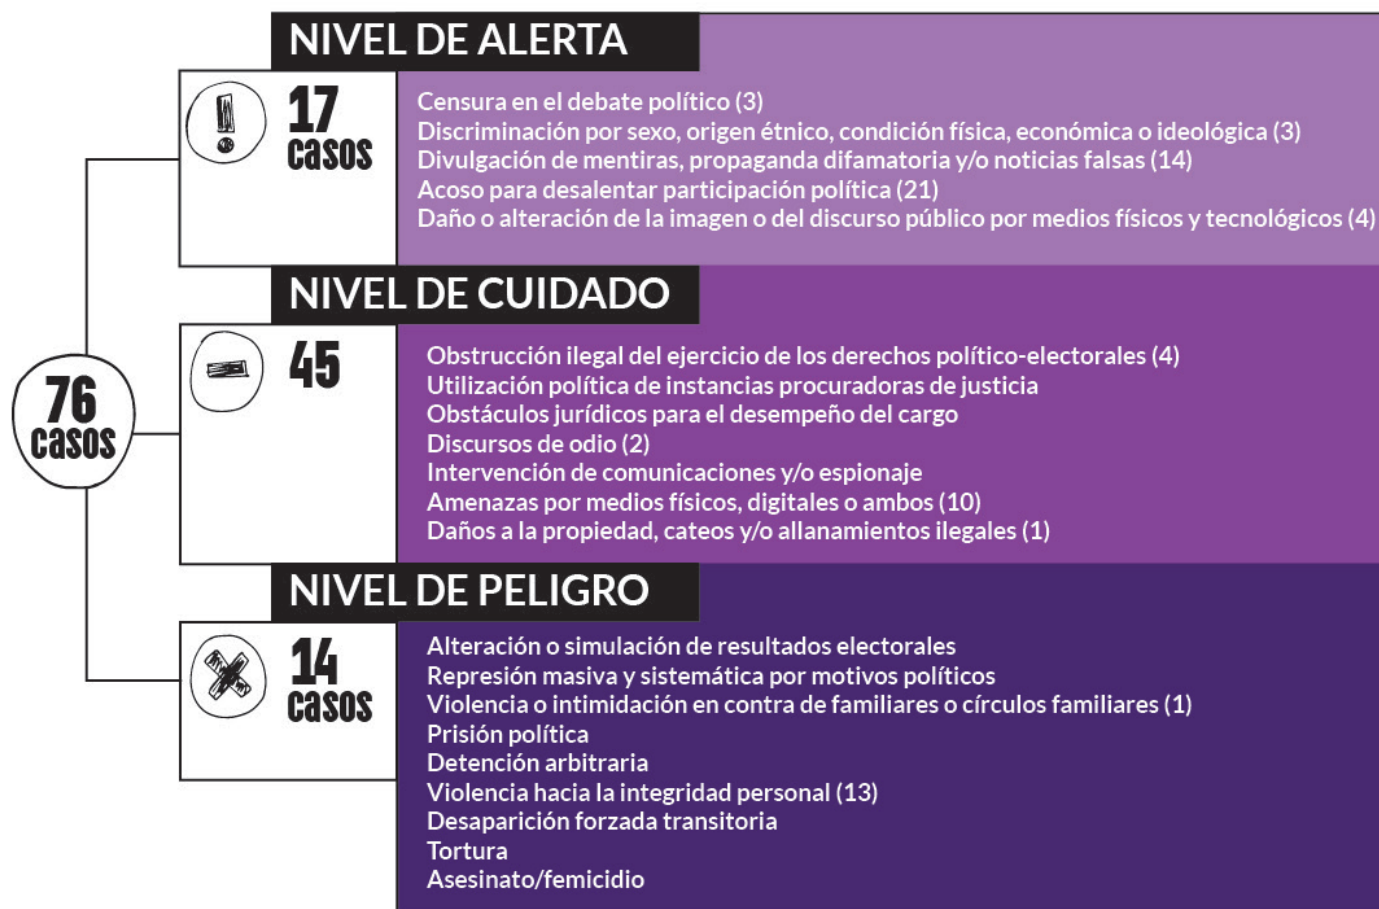 76
casos
NIVEL DE ALERTA
17
casos
Censura en el debate político (3)
Discriminación por sexo, origen étnico, condición física, económica o ideológica (3)
Divulgación de mentiras, propaganda difamatoria y/o noticias falsas (14)
Acoso para desalentar participación política (21)
Daño o alteración de la imagen o del discurso público por medios físicos y tecnológicos (4)
NIVEL DE CUIDADO
45
Obstrucción ilegal del ejercicio de los derechos político-electorales (4)
Utilización política de instancias procuradoras de justicia
Obstáculos jurídicos para el desempeño del cargo
Discursos de odio (2)
Intervención de comunicaciones y/o espionaje
Amenazas por medios físicos, digitales o ambos (10)
Daños a la propiedad, cateos y/o allanamientos ilegales (1)
NIVEL DE PELIGRO
14
casos
Alteración o simulación de resultados electorales
Represión masiva y sistemática por motivos políticos
Violencia o intimidación en contra de familiares o círculos familiares (1)
Prisión política
Detención arbitraria
Violencia hacia la integridad personal (13)
Desaparición forzada transitoria
Tortura
Asesinato/femicidio